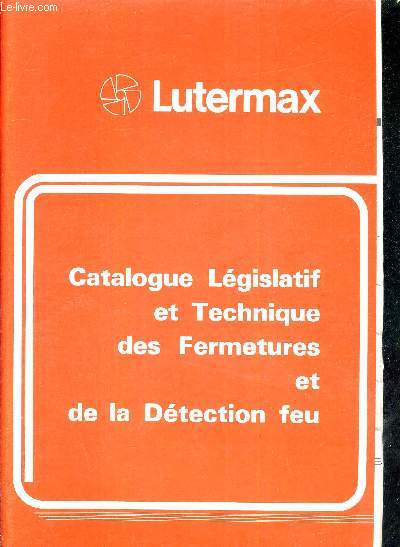 Le-livre.com
Lutermax
Catalogue Législatif
et Technique
des Fermetures
et
de la Détection feu